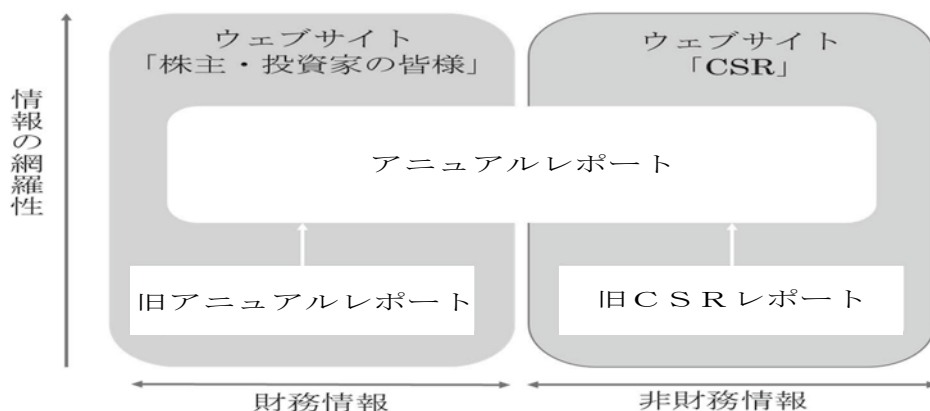 ウェブサイト
「株主・投資家の皆様」
ウェブサイト
「CSR」
情報の網羅性
アニュアルレポート
旧アニュアルレポート
旧ＣＳＲレポート
財務情報
非財務情報